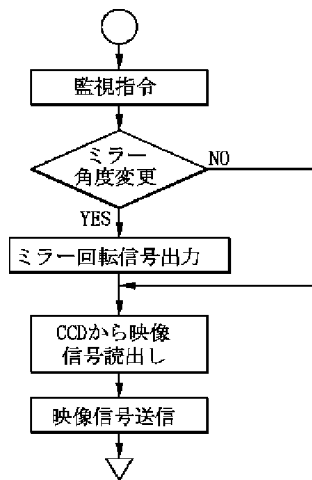 監視指令
ミラー
角度変更
NO
YES
ミラー回転信号出力
CCDから映像
信号読出し
映像信号送信